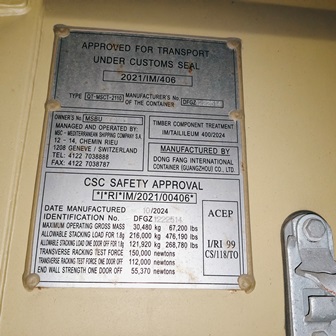 APPROVED FOR TRANSPORT
UNDER CUSTOMS SEAL
2021/IM/406
TYPE QT-MSCT-2110 MANUFACTURER'S No. OF THE CONTAINER DFGZ
OWNER'S No MSBU
MANAGED AND OPERATED BY:
MSC - MEDITERRANEAN SHIPPING COMPANY S.A.
12 - 14, CHEMIN RIEU
1208 GENEVE / SWITZERLAND
TEL: 4122 7038888
FAX: 4122 7038787
TIMBER COMPONENT TREATMENT
IM/TAILILEUM 400/2024
MANUFACTURED BY
DONG FANG INTERNATIONAL
CONTAINER (GUANGZHOU) CO., LTD.
CSC SAFETY APPROVAL
*I*RI*IM/2021/00406*
DATE MANUFACTURED 10/2024
IDENTIFICATION No. DFGZ
MAXIMUM OPERATING GROSS MASS 30,480 kg 67,200 lbs
ALLOWABLE STACKING LOAD FOR 1.8g 216,000 kg 476,190 lbs
ALLOWABLE STACKING LOAD ONE DOOR OFF FOR 1.8g 121,920 kg 268,780 lbs
TRANSVERSE RACKING TEST FORCE 150,000 newtons
TRANSVERSE RACKING TEST FORCE ONE DOOR OFF 112,000 newtons
END WALL STRENGTH ONE DOOR OFF 55,370 newtons
ACEP
I/RI 99
CS/118/TO